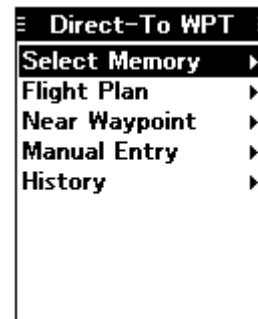 Direct-To WPT
Select Memory
Flight Plan
Near Waypoint
Manual Entry
History